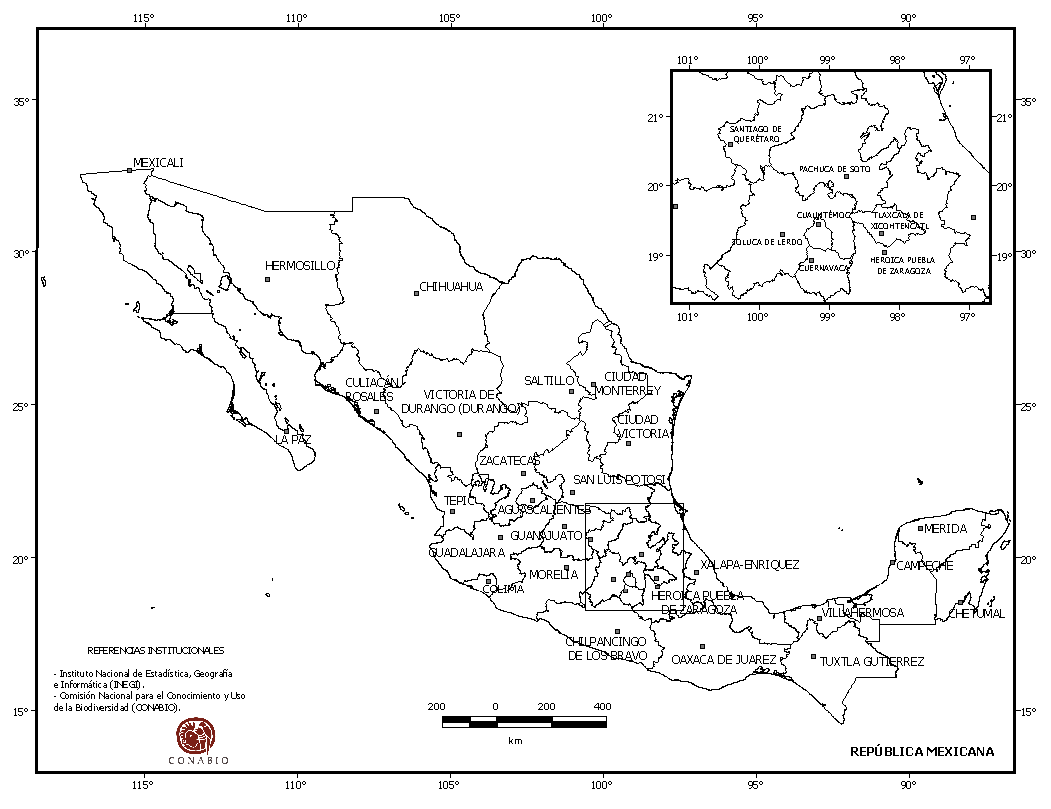 115° 110° 105° 100° 95° 90°
101° 100° 99° 98° 97°
35° 35°
21° 21°
SANTIAGO DE
QUERÉTARO
MEXICALI
PACHUCA DE SOTO
20° 20°
CUAUHTÉMOC
TLAXCALA DE
XICOHTENCATL
TOLUCA DE LERDO
30° 30°
19° 19°
HEROICA PUEBLA
DE ZARAGOZA
CUERNAVACA
HERMOSILLO
CHIHUAHUA
101° 100° 99° 98° 97°
CULIACÁN
ROSALES
SALTILLO
CIUDAD
MONTERREY
VICTORIA DE
DURANGO (DURANGO)
25° 25°
CIUDAD
VICTORIA
LA PAZ
ZACATECAS
SAN LUIS POTOSI
TEPIC
AGUASCALIENTES
MERIDA
GUANAJUATO
GUADALAJARA
20° 20°
XALAPA-ENRIQUEZ
CAMPECHE
MORELIA
COLIMA
HEROICA PUEBLA
DE ZARAGOZA
VILLAHERMOSA
CHETUMAL
CHILPANCINGO
DE LOS BRAVO
OAXACA DE JUAREZ
TUXTLA GUTIERREZ
REFERENCIAS INSTITUCIONALES
- Instituto Nacional de Estadística, Geografía
e Informática (INEGI).
- Comisión Nacional para el Conocimiento y Uso
de la Biodiversidad (CONABIO).
15° 15°
200 0 200 400
km
CONABIO
REPÚBLICA MEXICANA
115° 110° 105° 100° 95° 90°